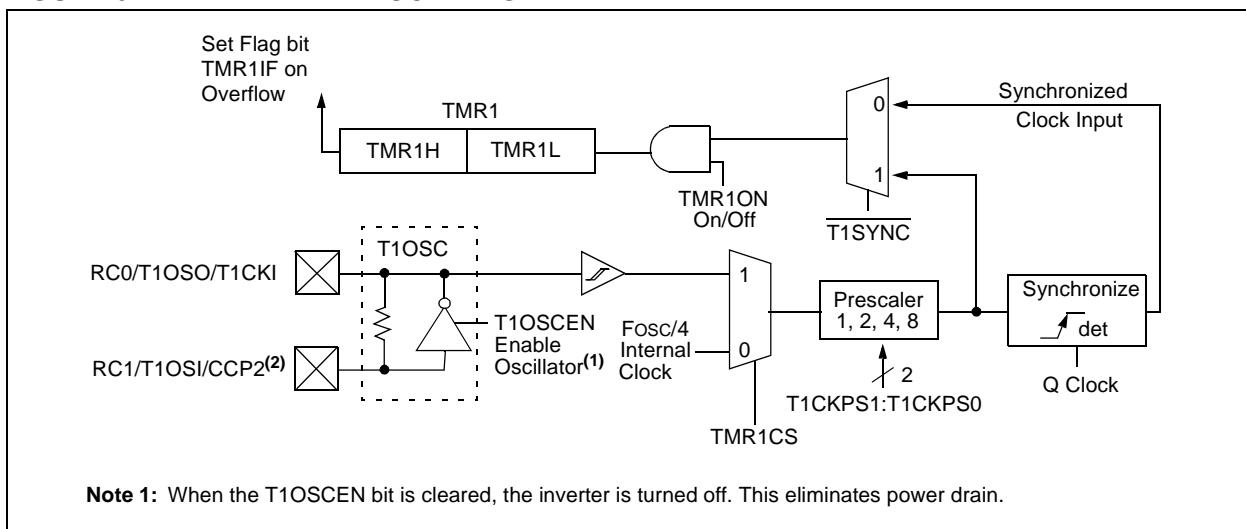 Set Flag bit
TMR1IF on
Overflow
TMR1
TMR1H
TMR1L
TMR1ON
On/Off
0
1
T1SYNC
Synchronized
Clock Input
RC0/T1OSO/T1CKI
RC1/T1OSI/CCP2(2)
T1OSC
T1OSCEN
Enable
Oscillator(1)
FOSC/4
Internal
Clock
1
0
TMR1CS
Prescaler
1, 2, 4, 8
2
T1CKPS1:T1CKPS0
Synchronize
det
Q Clock
Note 1: When the T1OSCEN bit is cleared, the inverter is turned off. This eliminates power drain.